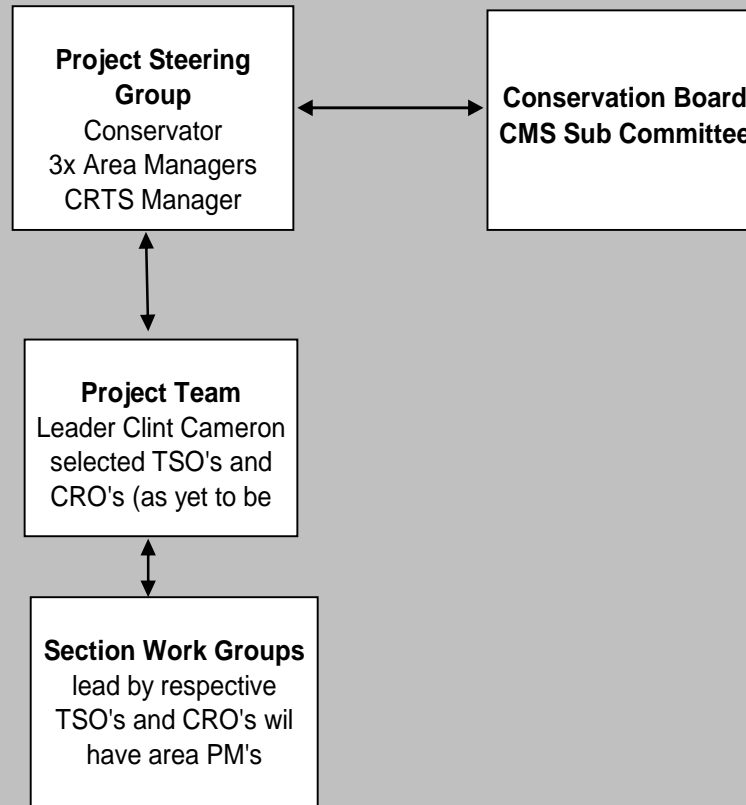 Project Steering
Group
Conservator
3x Area Managers
CRTS Manager
Conservation Board
CMS Sub Committee
Project Team
Leader Clint Cameron
selected TSO's and
CRO's (as yet to be
Section Work Groups
lead by respective
TSO's and CRO's wil
have area PM's